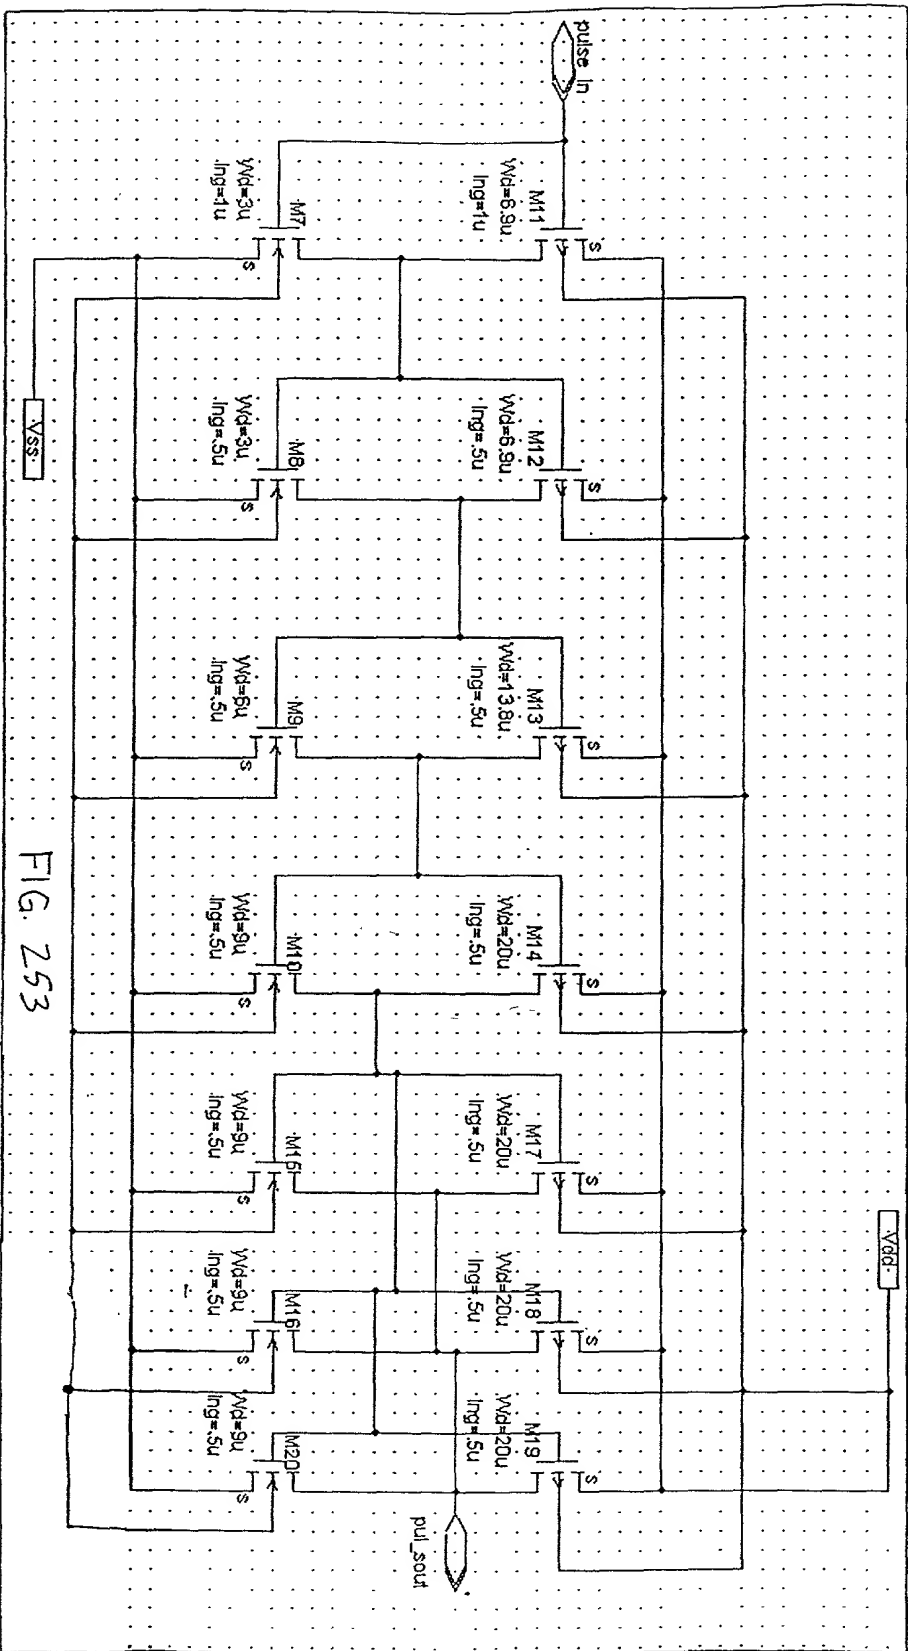 pulse_in
M11
Wd=6.9u
lng=1u
M7
Wd=3u
lng=1u
Vss
M12
Wd=6.9u
lng=.5u
M8
Wd=3u
lng=.5u
M13
Wd=13.8u
lng=.5u
M9
Wd=6u
lng=.5u
M14
Wd=20u
lng=.5u
M10
Wd=9u
lng=.5u
M17
Wd=20u
lng=.5u
M15
Wd=9u
lng=.5u
Vdd
M18
Wd=20u
lng=.5u
M16
Wd=9u
lng=.5u
M19
Wd=20u
lng=.5u
M20
Wd=9u
lng=.5u
pul_sout
S
S
S
S
S
S
S
S
S
S
S
S
S
S
FIG. 253